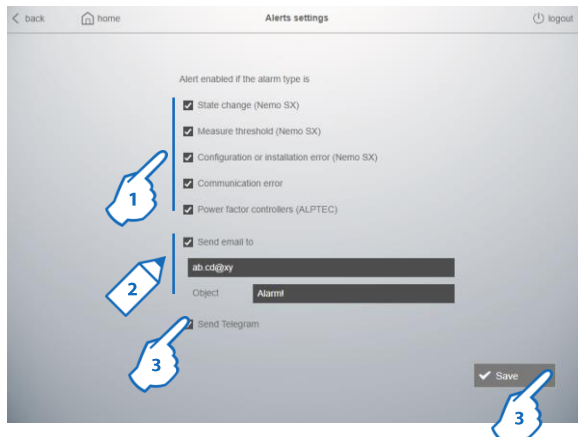 < back
home
Alerts settings
logout
Alert enabled if the alarm type is
State change (Nemo SX)
Measure threshold (Nemo SX)
Configuration or installation error (Nemo SX)
Communication error
Power factor controllers (ALPTEC)
1
Send email to
ab.cd@xy
2
Object Alarm!
Send Telegram
3
Save
3